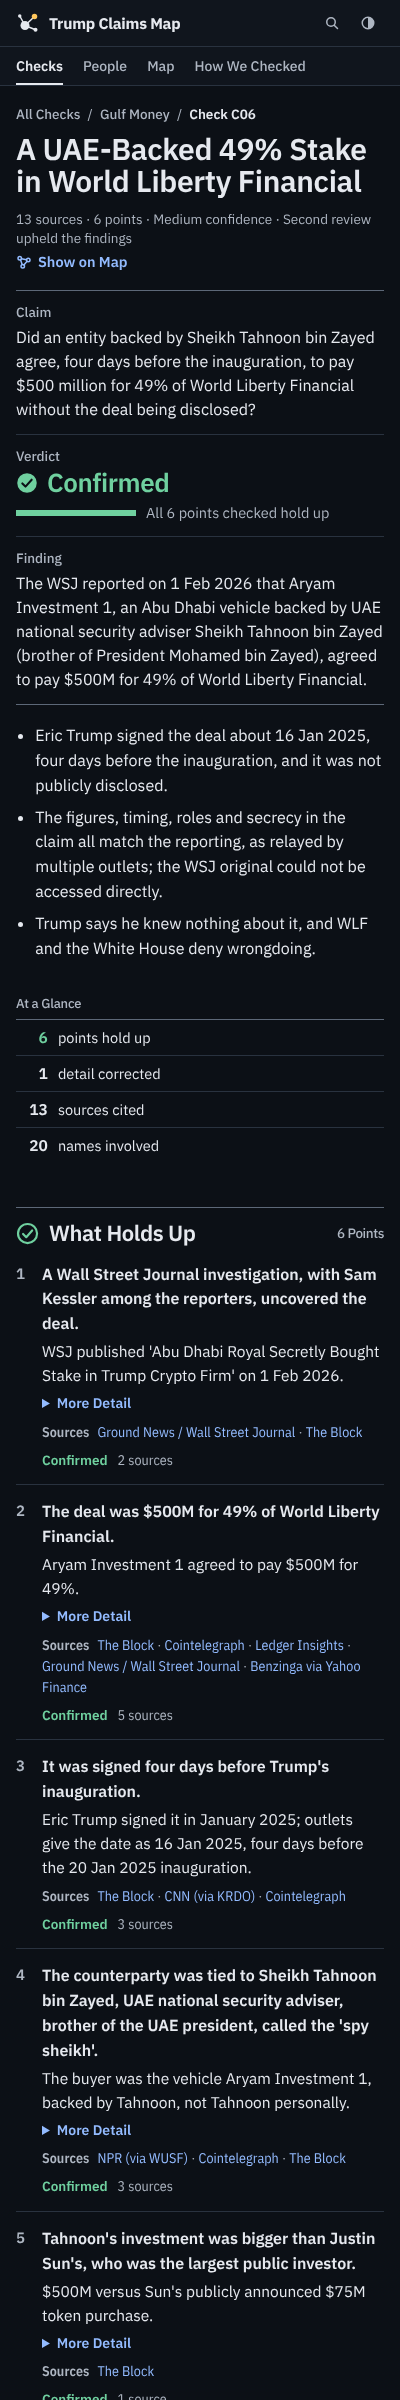 Trump Claims Map
Checks People Map How We Checked
All Checks / Gulf Money / Check C06
A UAE-Backed 49% Stake
in World Liberty Financial
13 sources · 6 points · Medium confidence · Second review
upheld the findings
Show on Map
Claim
Did an entity backed by Sheikh Tahnoon bin Zayed
agree, four days before the inauguration, to pay
$500 million for 49% of World Liberty Financial
without the deal being disclosed?
Verdict
Confirmed
All 6 points checked hold up
Finding
The WSJ reported on 1 Feb 2026 that Aryam
Investment 1, an Abu Dhabi vehicle backed by UAE
national security adviser Sheikh Tahnoon bin Zayed
(brother of President Mohamed bin Zayed), agreed
to pay $500M for 49% of World Liberty Financial.
• Eric Trump signed the deal about 16 Jan 2025,
four days before the inauguration, and it was not
publicly disclosed.
• The figures, timing, roles and secrecy in the
claim all match the reporting, as relayed by
multiple outlets; the WSJ original could not be
accessed directly.
• Trump says he knew nothing about it, and WLF
and the White House deny wrongdoing.
At a Glance
6 points hold up
1 detail corrected
13 sources cited
20 names involved
What Holds Up 6 Points
1 A Wall Street Journal investigation, with Sam
Kessler among the reporters, uncovered the
deal.
WSJ published 'Abu Dhabi Royal Secretly Bought
Stake in Trump Crypto Firm' on 1 Feb 2026.
More Detail
Sources Ground News / Wall Street Journal · The Block
Confirmed 2 sources
2 The deal was $500M for 49% of World Liberty
Financial.
Aryam Investment 1 agreed to pay $500M for
49%.
More Detail
Sources The Block · Cointelegraph · Ledger Insights ·
Ground News / Wall Street Journal · Benzinga via Yahoo
Finance
Confirmed 5 sources
3 It was signed four days before Trump's
inauguration.
Eric Trump signed it in January 2025; outlets
give the date as 16 Jan 2025, four days before
the 20 Jan 2025 inauguration.
Sources The Block · CNN (via KRDO) · Cointelegraph
Confirmed 3 sources
4 The counterparty was tied to Sheikh Tahnoon
bin Zayed, UAE national security adviser,
brother of the UAE president, called the 'spy
sheikh'.
The buyer was the vehicle Aryam Investment 1,
backed by Tahnoon, not Tahnoon personally.
More Detail
Sources NPR (via WUSF) · Cointelegraph · The Block
Confirmed 3 sources
5 Tahnoon's investment was bigger than Justin
Sun's, who was the largest public investor.
$500M versus Sun's publicly announced $75M
token purchase.
More Detail
Sources The Block
Confirmed 1 source